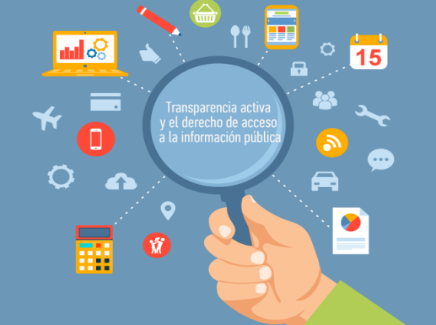 15
Transparencia activa
y el derecho de acceso
a la información pública